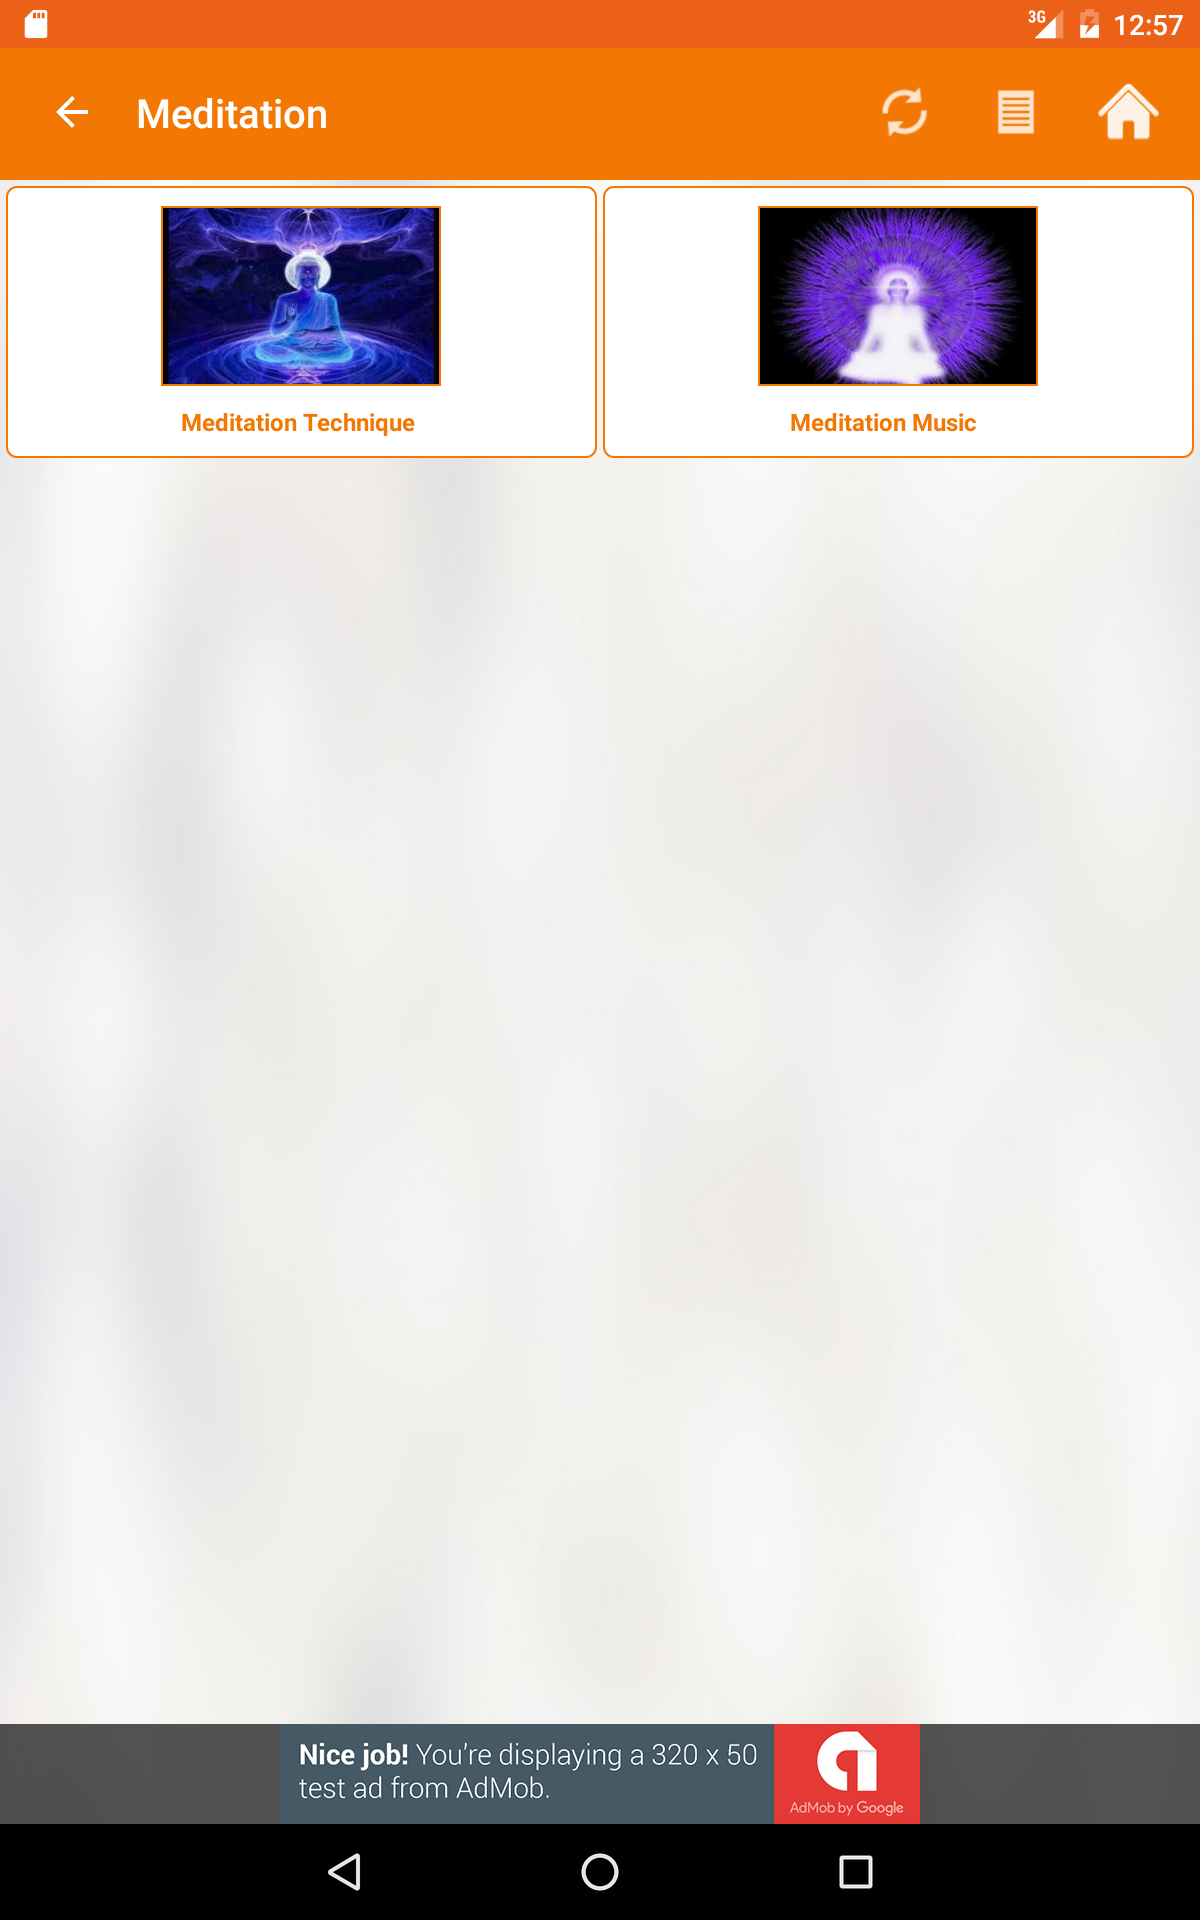 3G 12:57
Meditation
Meditation Technique
Meditation Music
Nice job! You're displaying a 320 x 50
test ad from AdMob.
AdMob by Google